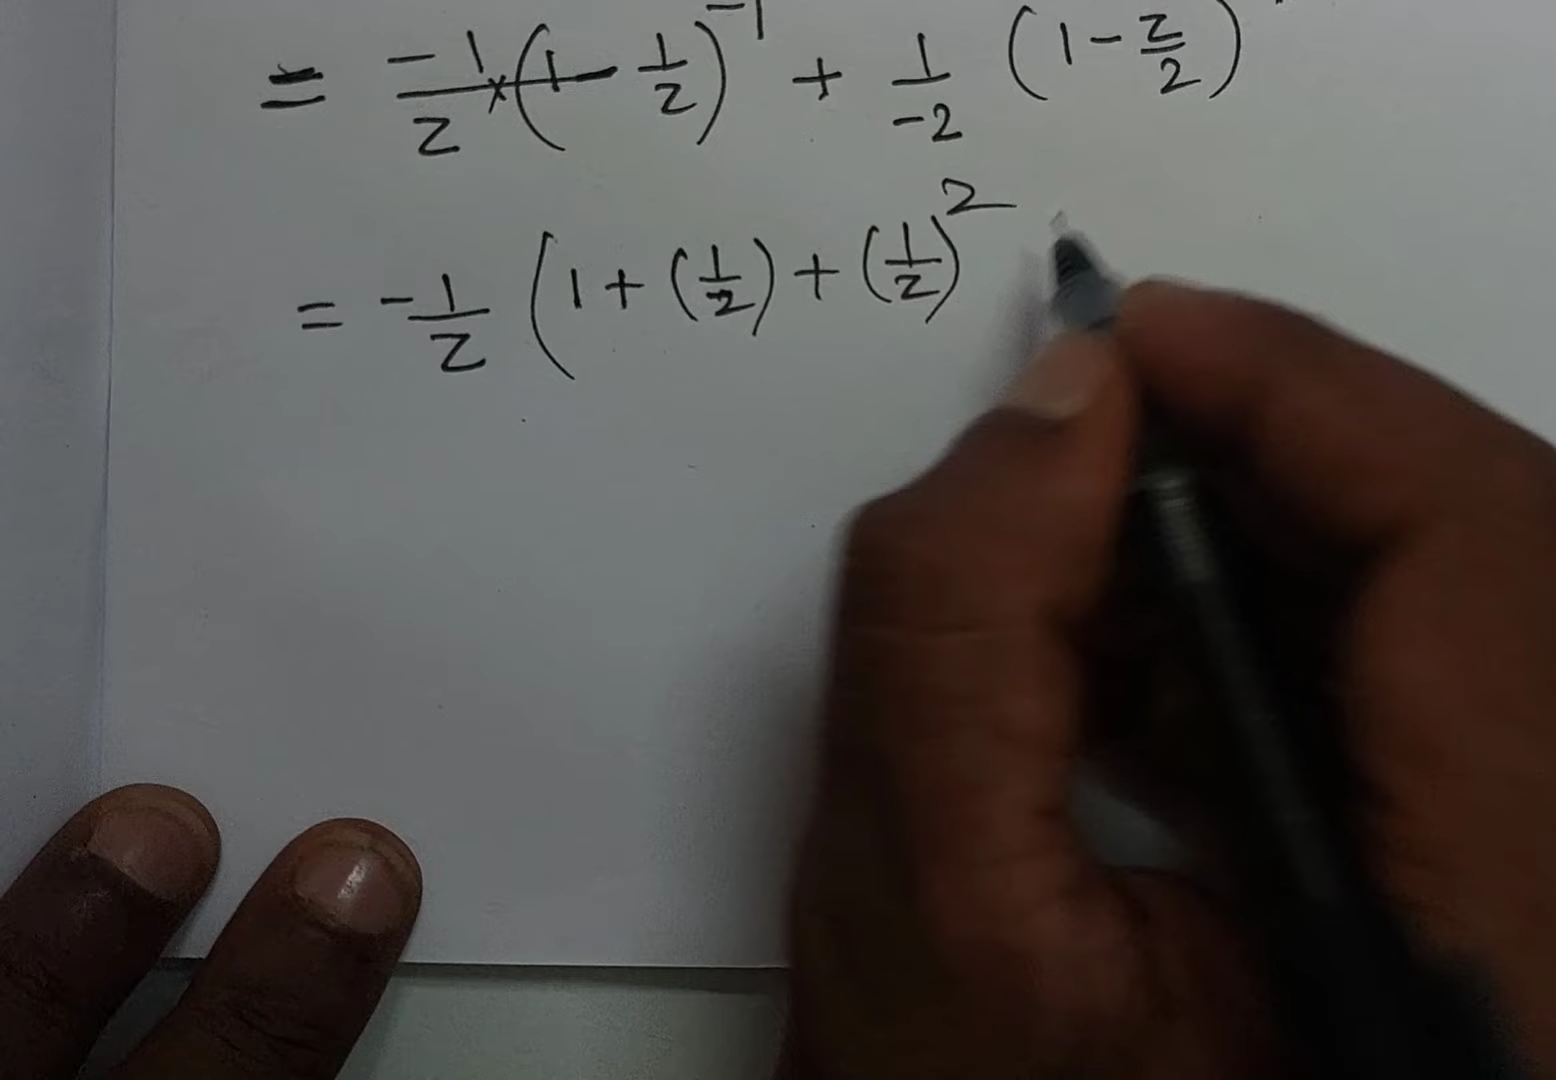 = -1/z × (1 - 1/z)^-1 + 1/-2 (1 - z/2)
= -1/z (1 + (1/z) + (1/z)^2